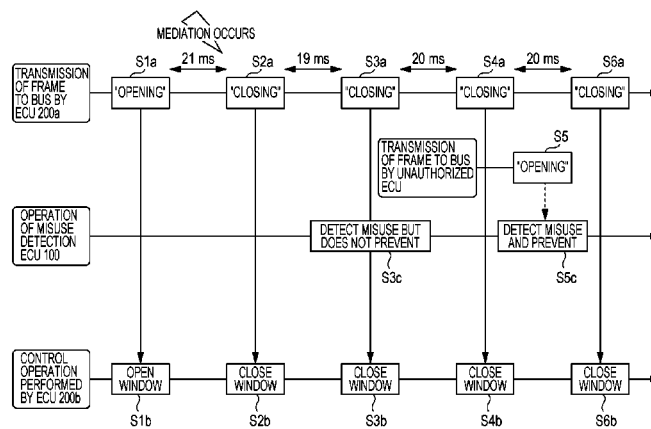 MEDIATION OCCURS
S1a
21 ms
S2a
19 ms
S3a
20 ms
S4a
20 ms
S6a
TRANSMISSION
OF FRAME
TO BUS BY
ECU 200a
"OPENING"
"CLOSING"
"CLOSING"
"CLOSING"
"CLOSING"
S5
TRANSMISSION
OF FRAME TO BUS
BY UNAUTHORIZED
ECU
"OPENING"
OPERATION
OF MISUSE
DETECTION
ECU 100
DETECT MISUSE BUT
DOES NOT PREVENT
DETECT MISUSE
AND PREVENT
S3c
S5c
CONTROL
OPERATION
PERFORMED
BY ECU 200b
OPEN
WINDOW
CLOSE
WINDOW
CLOSE
WINDOW
CLOSE
WINDOW
CLOSE
WINDOW
S1b
S2b
S3b
S4b
S6b